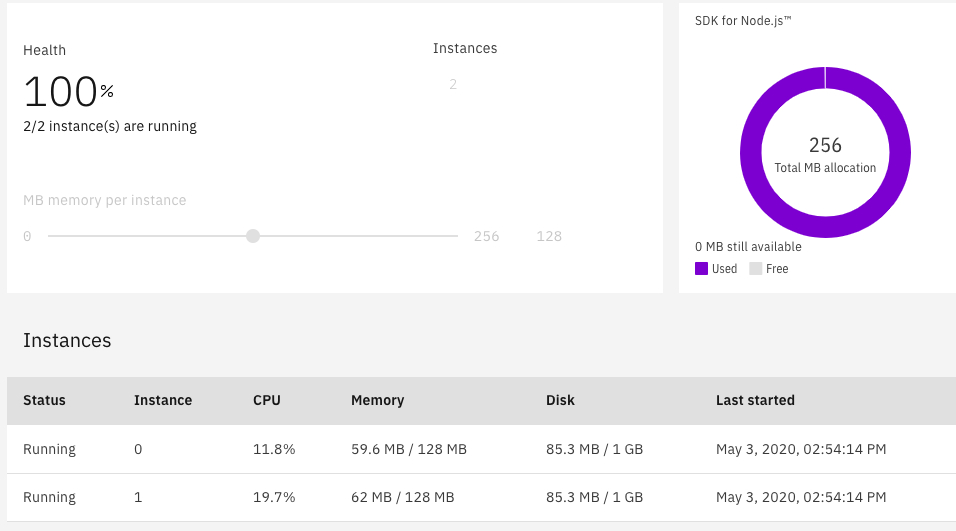 Health
100%
2/2 instance(s) are running
Instances
2
MB memory per instance
0 256 128
SDK for Node.js™
256
Total MB allocation
0 MB still available
Used Free
Instances
Status Instance CPU Memory Disk Last started
Running 0 11.8% 59.6 MB / 128 MB 85.3 MB / 1 GB May 3, 2020, 02:54:14 PM
Running 1 19.7% 62 MB / 128 MB 85.3 MB / 1 GB May 3, 2020, 02:54:14 PM